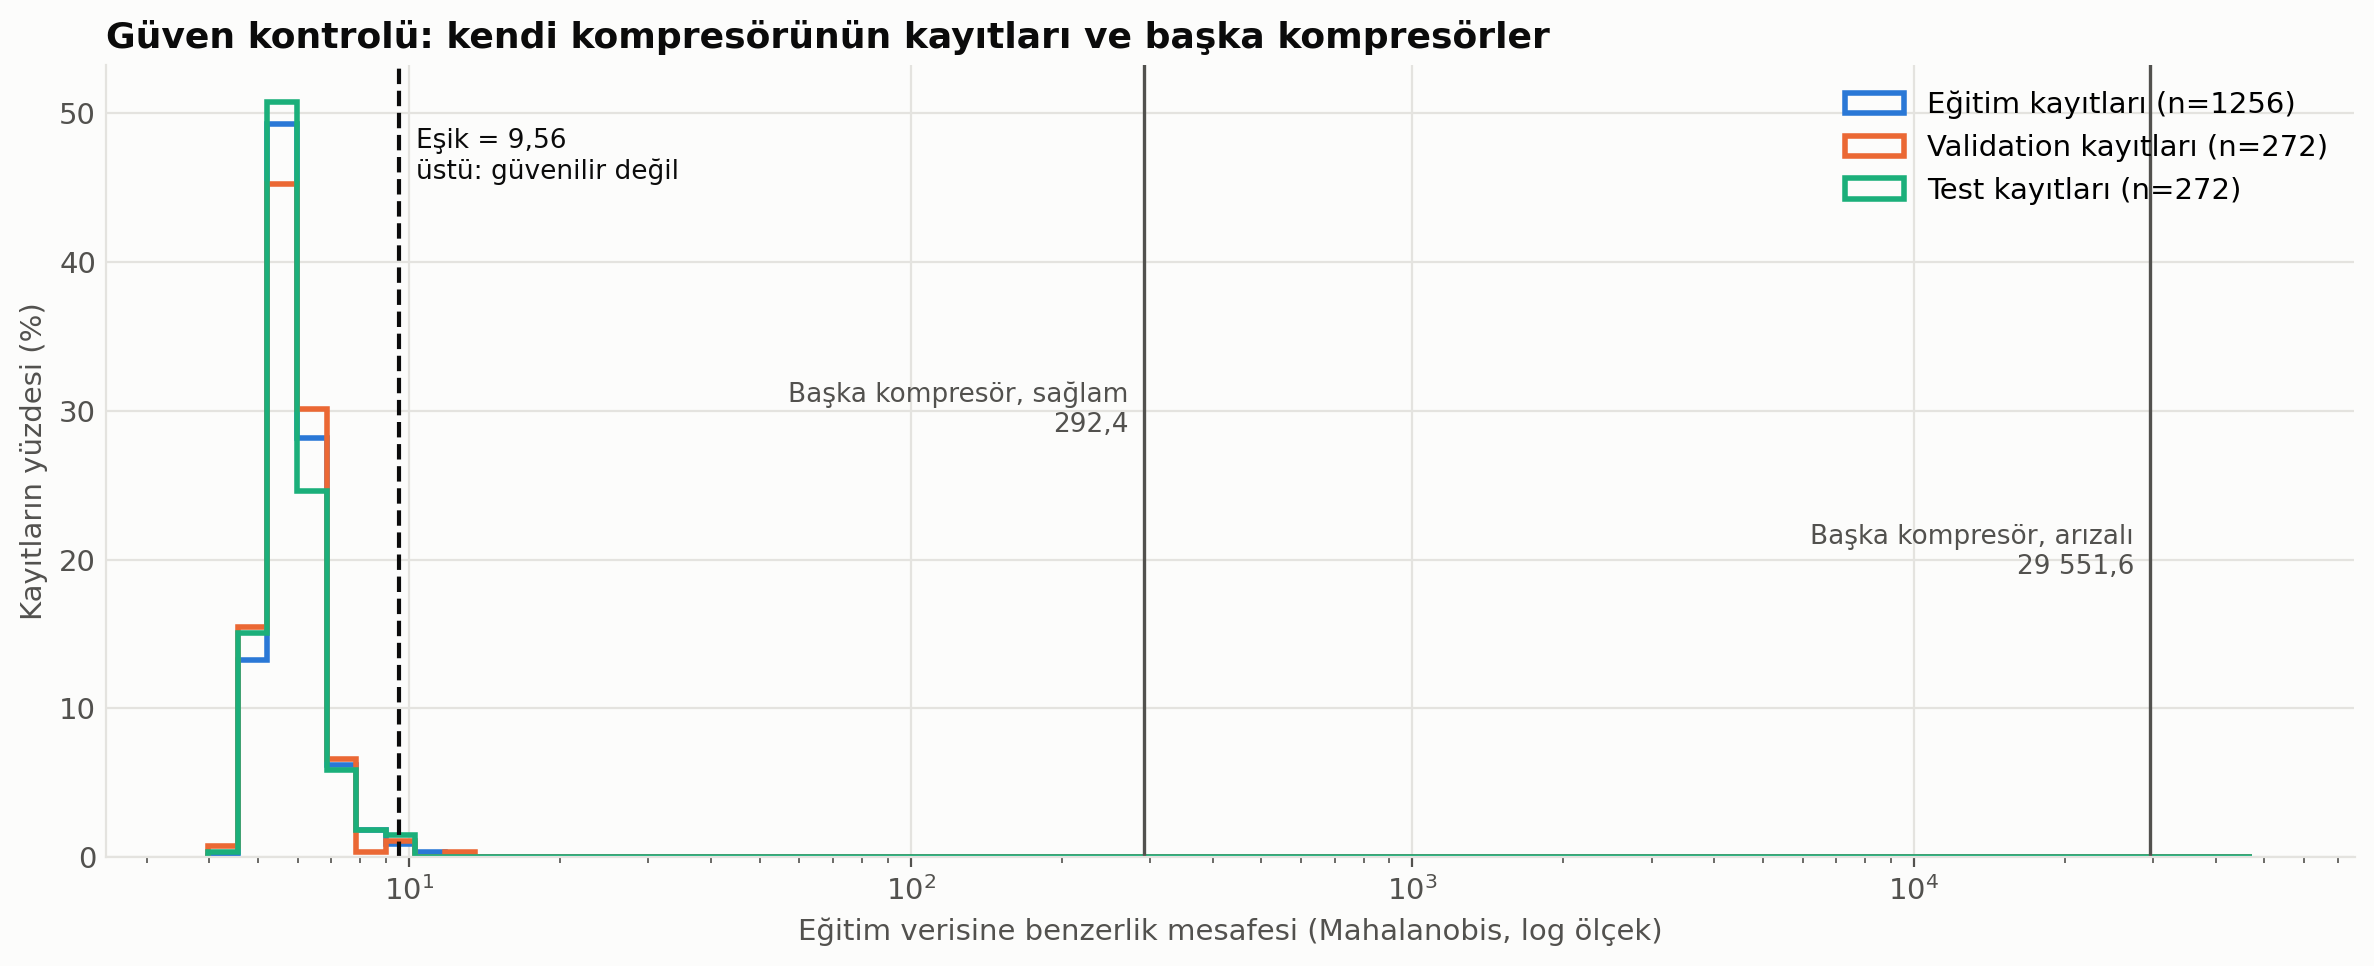 Güven kontrolü: kendi kompresörünün kayıtları ve başka kompresörler
Kayıtların yüzdesi (%)
50
40
30
20
10
0
Eşik = 9,56
üstü: güvenilir değil
Başka kompresör, sağlam
292,4
Başka kompresör, arızalı
29 551,6
Eğitim kayıtları (n=1256)
Validation kayıtları (n=272)
Test kayıtları (n=272)
10¹
10²
10³
10⁴
Eğitim verisine benzerlik mesafesi (Mahalanobis, log ölçek)